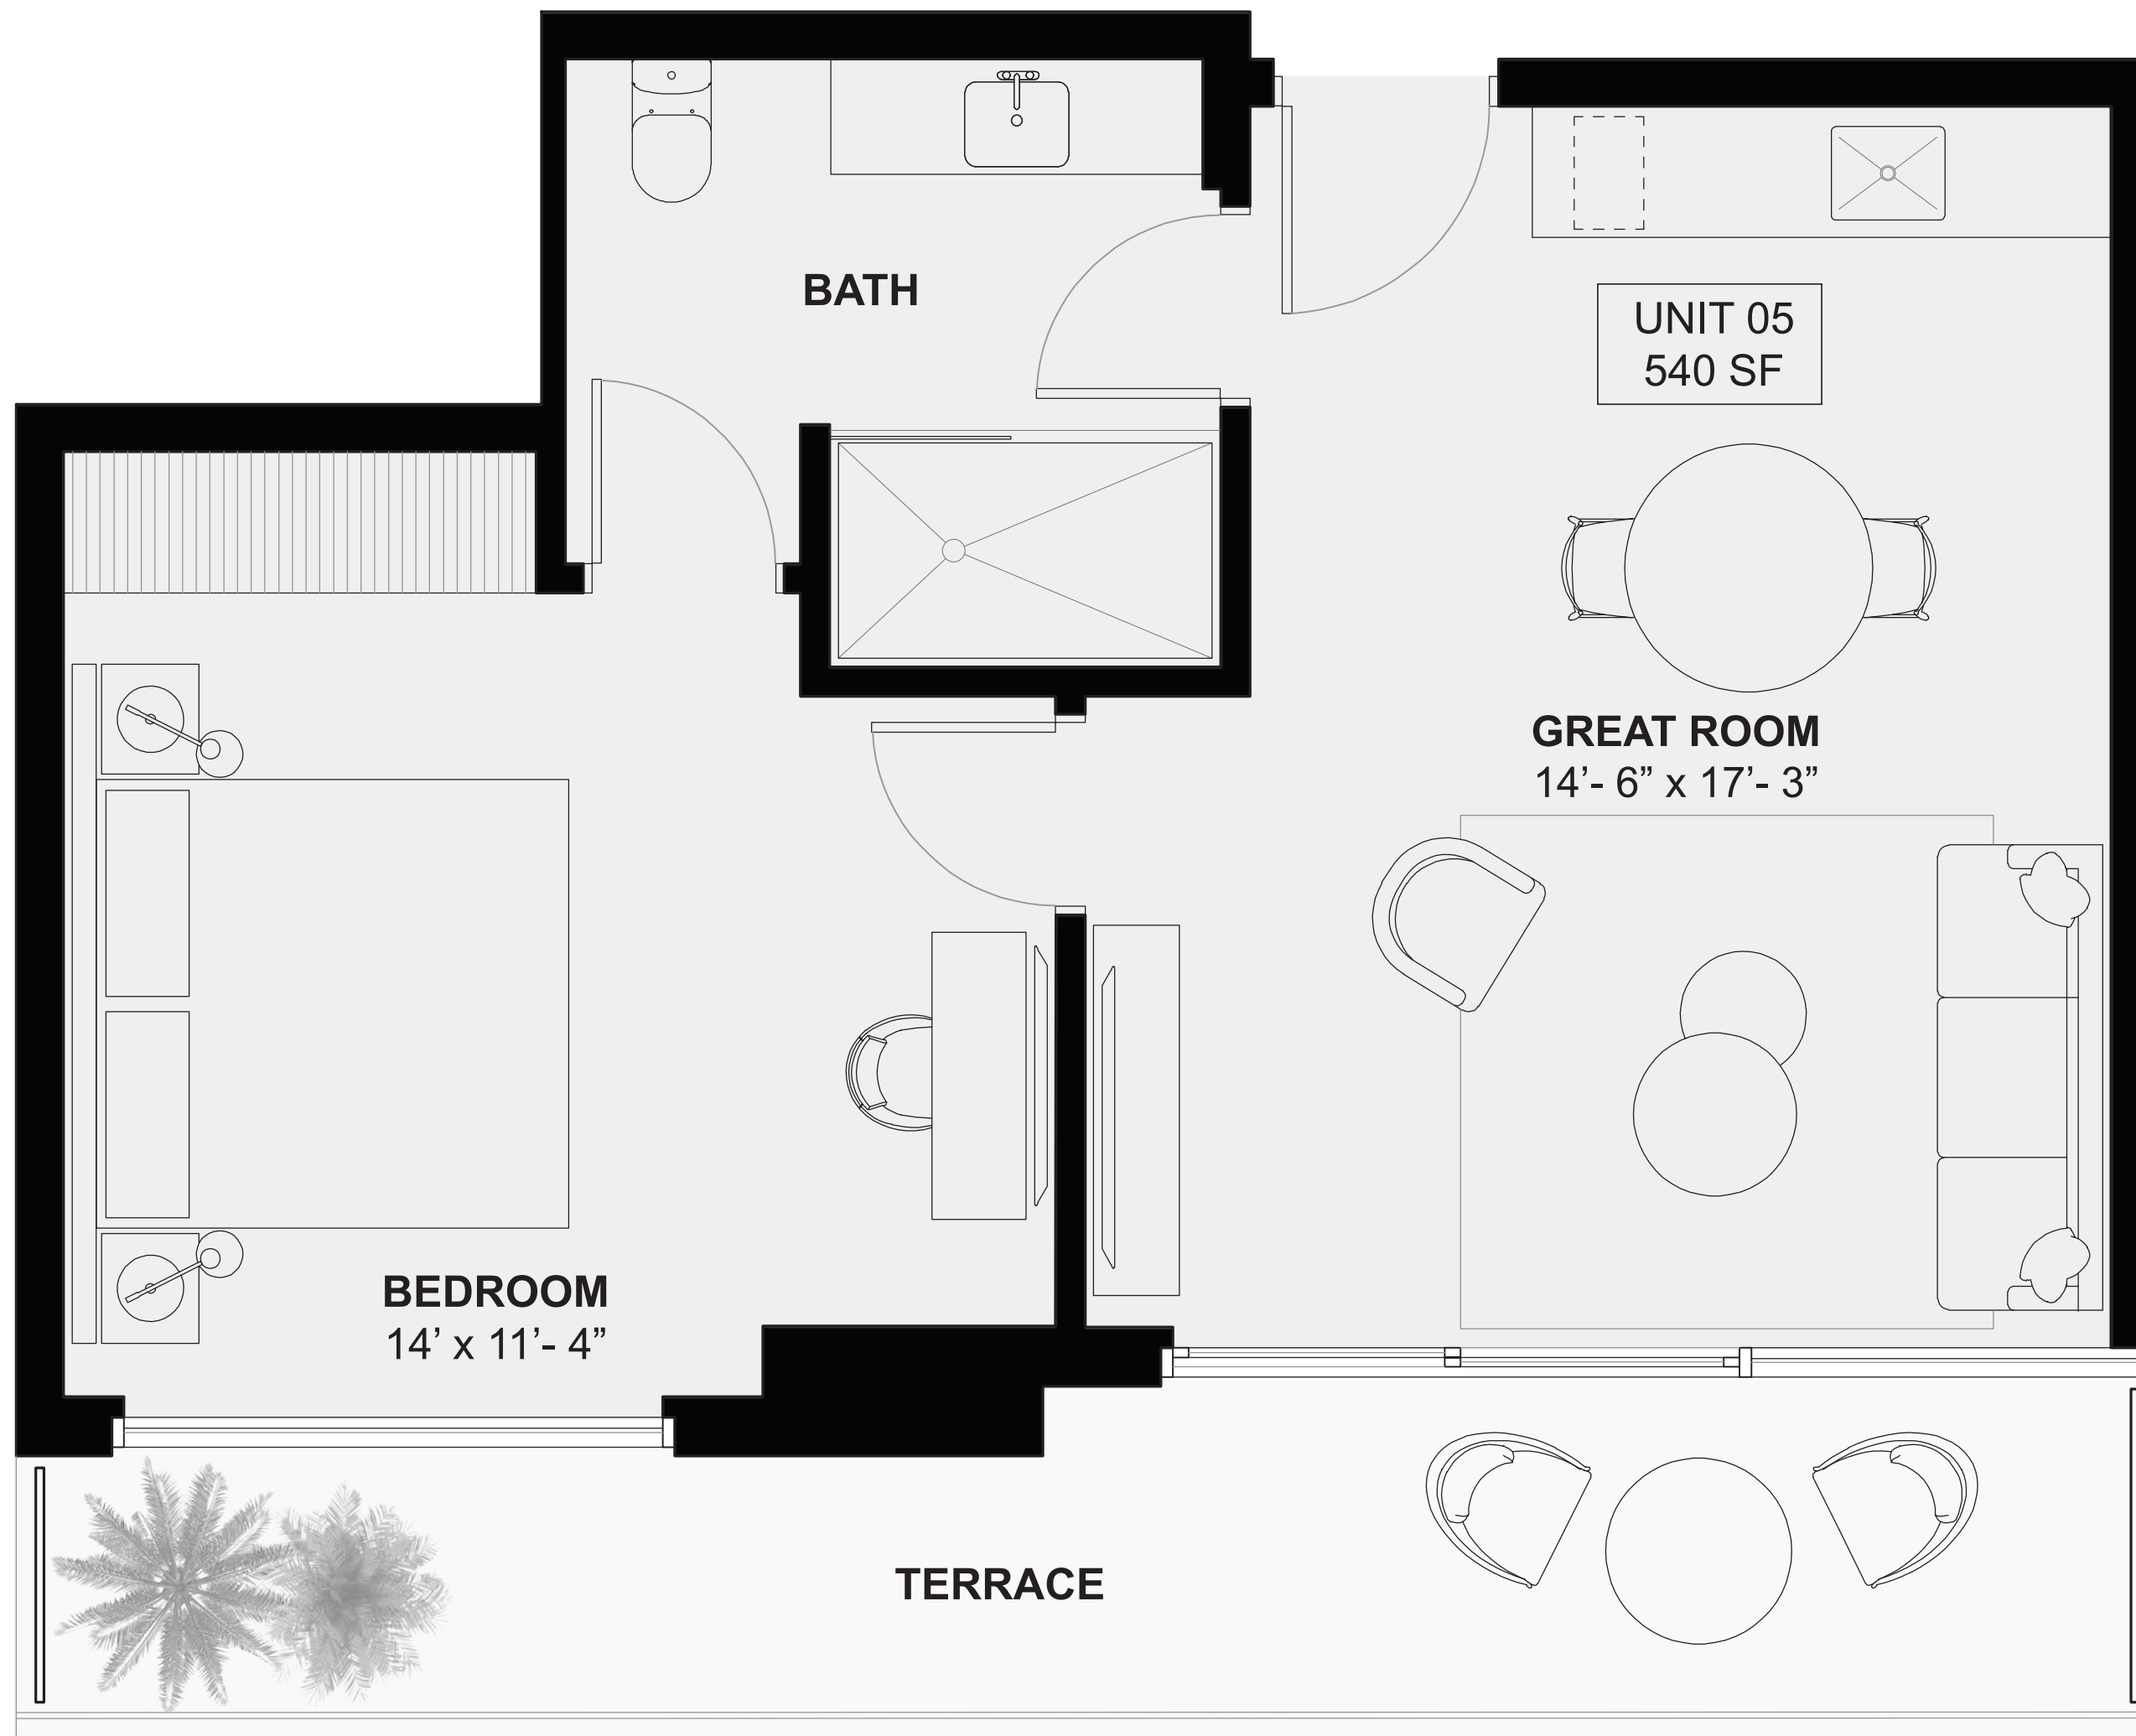 BATH
UNIT 05
540 SF
GREAT ROOM
14’- 6” x 17’- 3”
BEDROOM
14’ x 11’- 4”
TERRACE